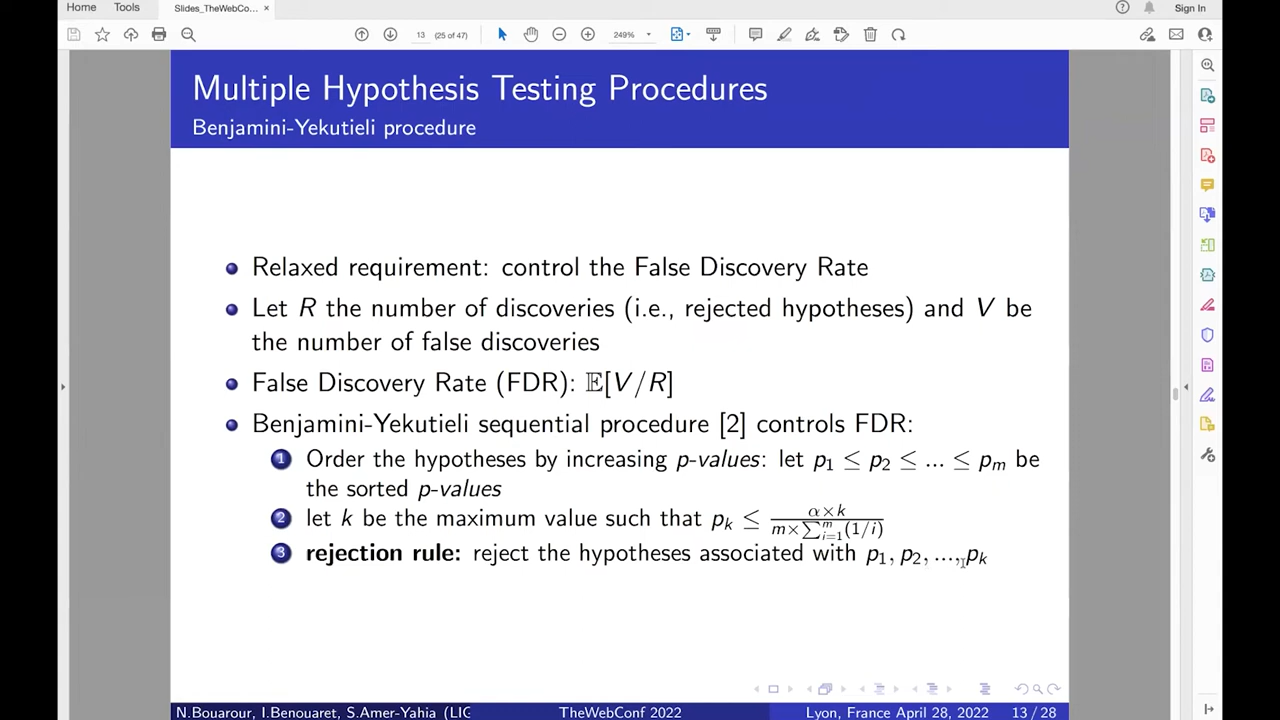 Home Tools Slides_TheWebCo... × Sign In
13 (25 of 47) 249%
Multiple Hypothesis Testing Procedures
Benjamini-Yekutieli procedure
Relaxed requirement: control the False Discovery Rate
Let R the number of discoveries (i.e., rejected hypotheses) and V be
the number of false discoveries
False Discovery Rate (FDR): 𝔼[V/R]
Benjamini-Yekutieli sequential procedure [2] controls FDR:
1 Order the hypotheses by increasing p-values: let p₁ ≤ p₂ ≤ ... ≤ pₘ be
the sorted p-values
2 let k be the maximum value such that pₖ ≤ α×k / m×∑ᵢ₌₁ᵐ(1/i)
3 rejection rule: reject the hypotheses associated with p₁, p₂, ..., pₖ
N.Bouarour, I.Benouaret, S.Amer-Yahia (LIG TheWebConf 2022 Lyon, France April 28, 2022 13 / 28